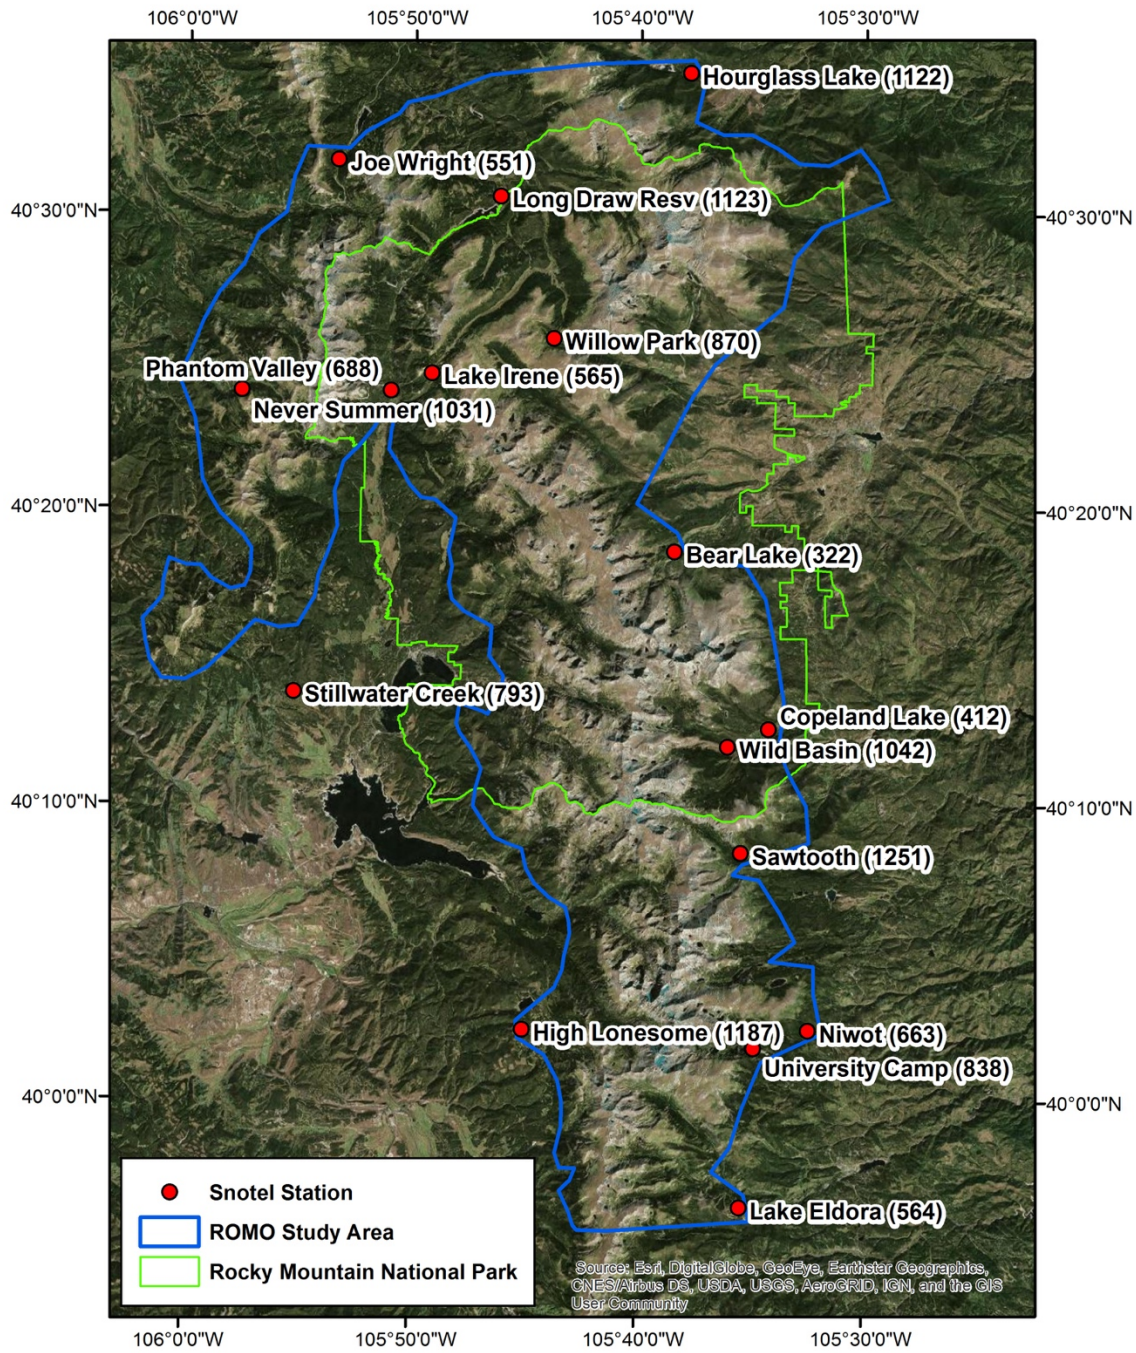 106°0'0"W
105°50'0"W
105°40'0"W
105°30'0"W
Hourglass Lake (1122)
Joe Wright (551)
Long Draw Resv (1123)
40°30'0"N
40°30'0"N
Willow Park (870)
Phantom Valley (688)
Lake Irene (565)
Never Summer (1031)
40°20'0"N
40°20'0"N
Bear Lake (322)
Stillwater Creek (793)
Copeland Lake (412)
Wild Basin (1042)
40°10'0"N
40°10'0"N
Sawtooth (1251)
High Lonesome (1187)
Niwot (663)
University Camp (838)
40°0'0"N
40°0'0"N
Snotel Station
Lake Eldora (564)
ROMO Study Area
Rocky Mountain National Park
Source: Esri, DigitalGlobe, GeoEye, Earthstar Geographics,
CNES/Airbus DS, USDA, USGS, AeroGRID, IGN, and the GIS
User Community
106°0'0"W
105°50'0"W
105°40'0"W
105°30'0"W